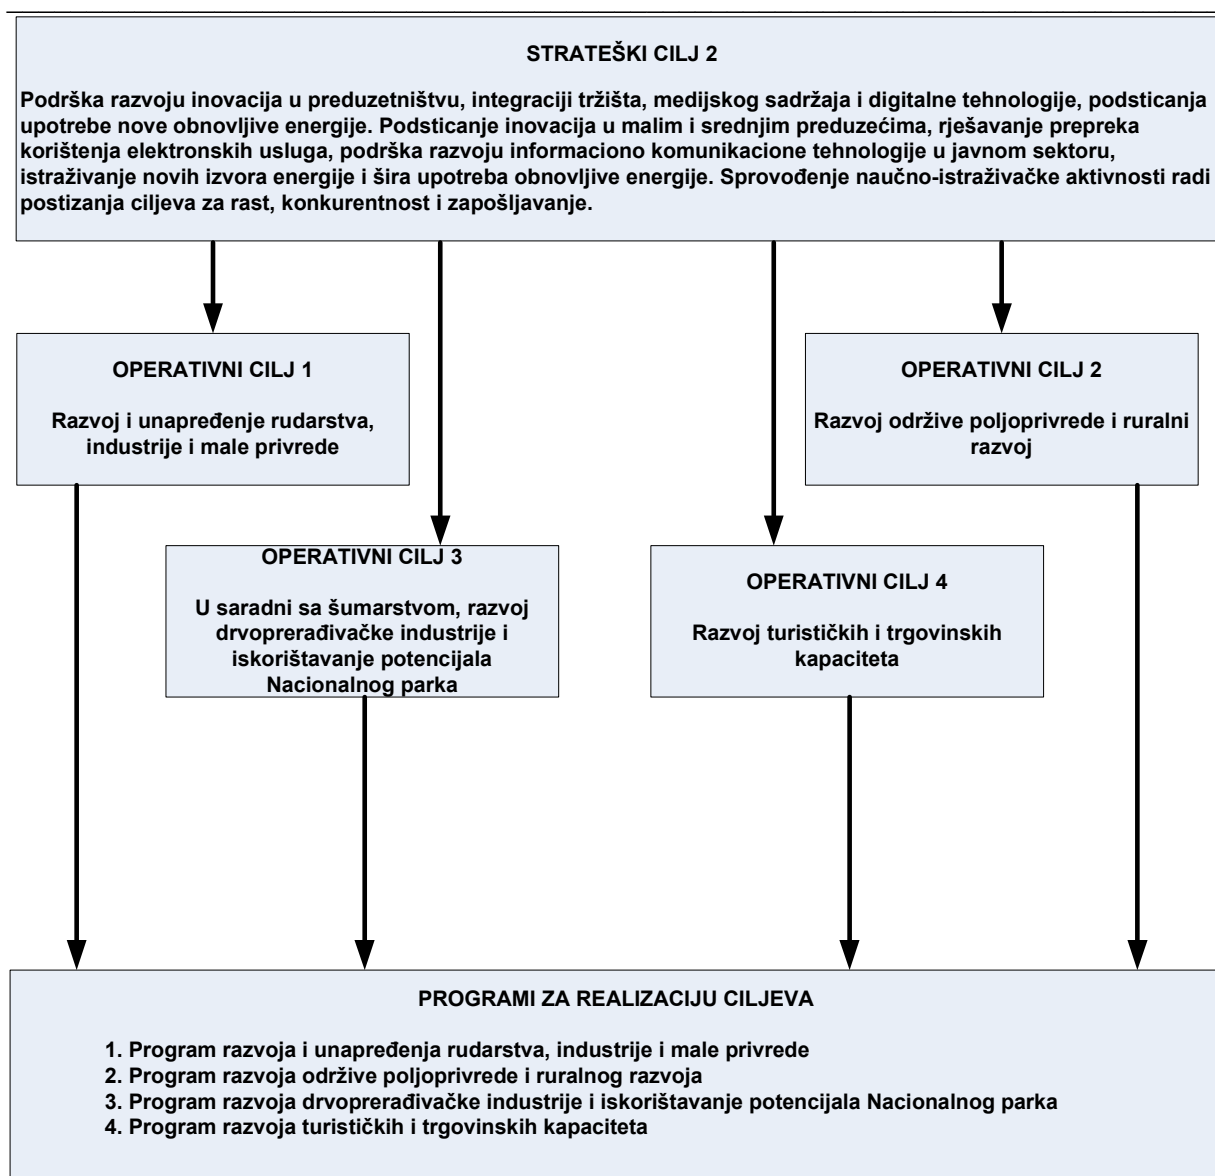 STRATEŠKI CILJ 2
Podrška razvoju inovacija u preduzetništvu, integraciji tržišta, medijskog sadržaja i digitalne tehnologije, podsticanja
upotrebe nove obnovljive energije. Podsticanje inovacija u malim i srednjim preduzećima, rješavanje prepreka
korištenja elektronskih usluga, podrška razvoju informaciono komunikacione tehnologije u javnom sektoru,
istraživanje novih izvora energije i šira upotreba obnovljive energije. Sprovođenje naučno-istraživačke aktivnosti radi
postizanja ciljeva za rast, konkurentnost i zapošljavanje.
OPERATIVNI CILJ 1
Razvoj i unapređenje rudarstva,
industrije i male privrede
OPERATIVNI CILJ 2
Razvoj održive poljoprivrede i ruralni
razvoj
OPERATIVNI CILJ 3
U saradni sa šumarstvom, razvoj
drvoprerađivačke industrije i
iskorištavanje potencijala
Nacionalnog parka
OPERATIVNI CILJ 4
Razvoj turističkih i trgovinskih
kapaciteta
PROGRAMI ZA REALIZACIJU CILJEVA
1. Program razvoja i unapređenja rudarstva, industrije i male privrede
2. Program razvoja održive poljoprivrede i ruralnog razvoja
3. Program razvoja drvoprerađivačke industrije i iskorištavanje potencijala Nacionalnog parka
4. Program razvoja turističkih i trgovinskih kapaciteta